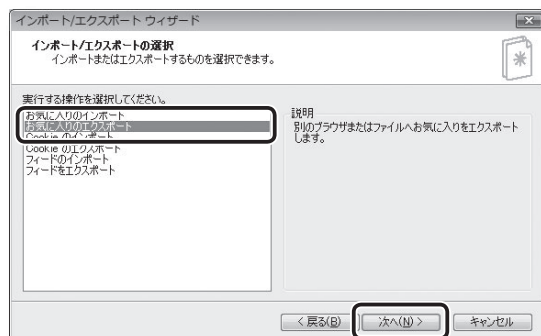 インポート/エクスポート ウィザード
インポート/エクスポートの選択
インポートまたはエクスポートするものを選択できます。
実行する操作を選択してください。
お気に入りのインポート
お気に入りのエクスポート
Cookie のインポート
Cookie のエクスポート
フィードのインポート
フィードをエクスポート
説明
別のブラウザまたはファイルへお気に入りをエクスポート
します。
< 戻る(B)
次へ(N) >
キャンセル